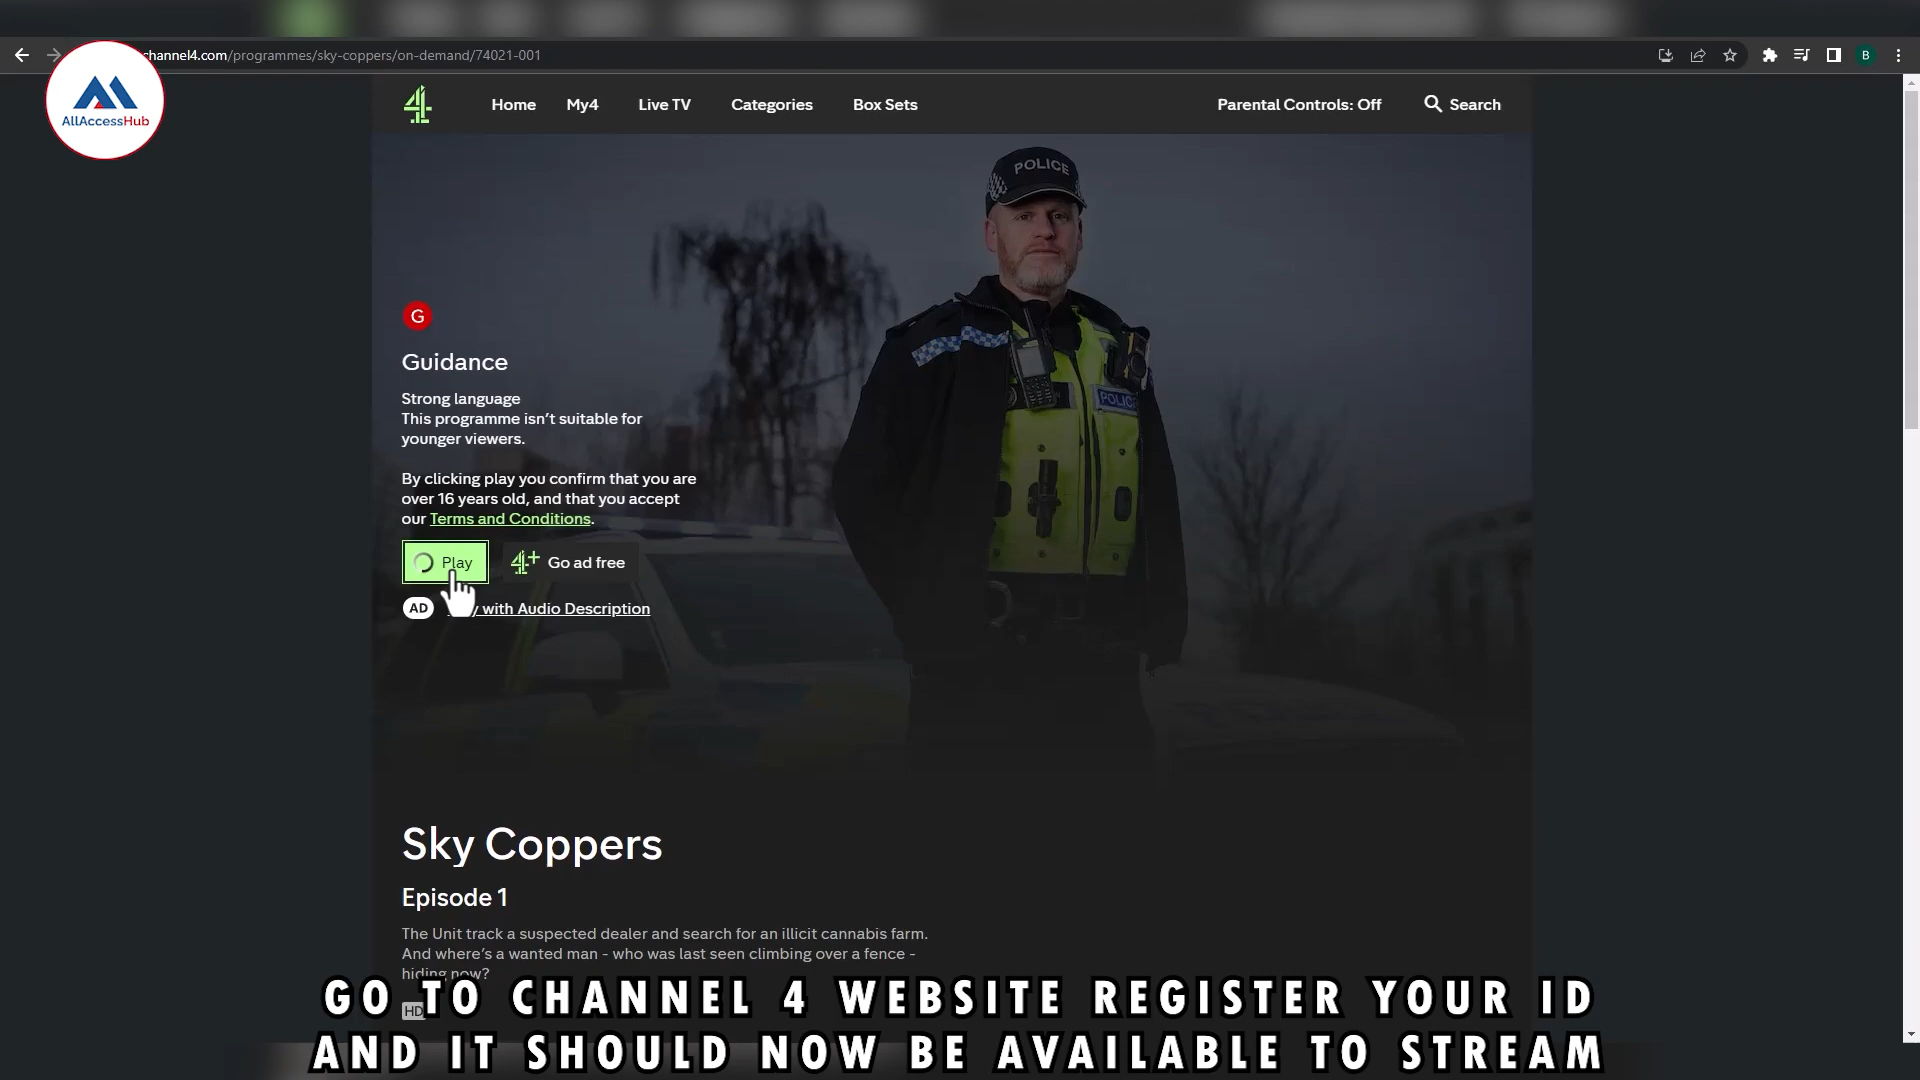 channel4.com/programmes/sky-coppers/on-demand/74021-001
B
AllAccessHub
4
Home My4 Live TV Categories Box Sets Parental Controls: Off Search
POLICE
G
Guidance
POLICE
Strong language
This programme isn't suitable for
younger viewers.
By clicking play you confirm that you are
over 16 years old, and that you accept
our Terms and Conditions.
Play 4+ Go ad free
AD with Audio Description
Sky Coppers
Episode 1
The Unit track a suspected dealer and search for an illicit cannabis farm.
And where's a wanted man - who was last seen climbing over a fence -
hiding now?
HD
GO TO CHANNEL 4 WEBSITE REGISTER YOUR ID
AND IT SHOULD NOW BE AVAILABLE TO STREAM